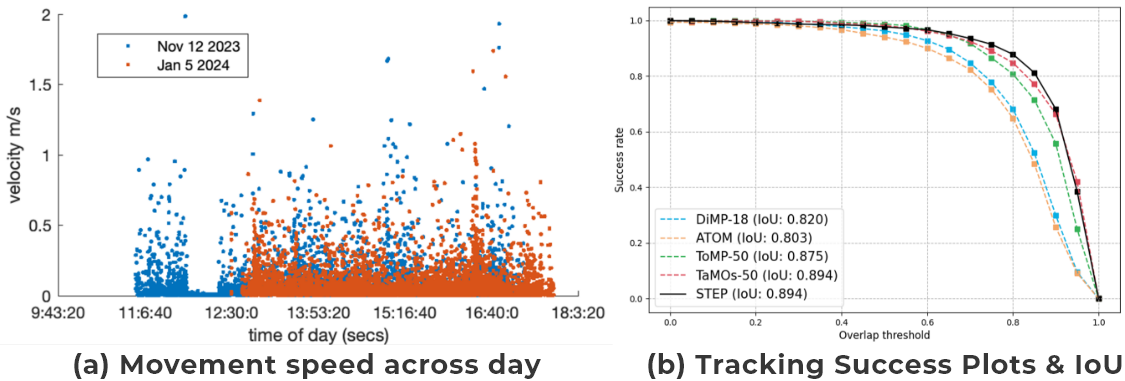 Nov 12 2023
Jan 5 2024
velocity m/s
2
1.5
1
0.5
0
9:43:20 11:6:40 12:30:0 13:53:20 15:16:40 16:40:0 18:3:20
time of day (secs)
(a) Movement speed across day
Success rate
1.0
0.8
0.6
0.4
0.2
0.0
DiMP-18 (IoU: 0.820)
ATOM (IoU: 0.803)
ToMP-50 (IoU: 0.875)
TaMOs-50 (IoU: 0.894)
STEP (IoU: 0.894)
0.0 0.2 0.4 0.6 0.8 1.0
Overlap threshold
(b) Tracking Success Plots & IoU